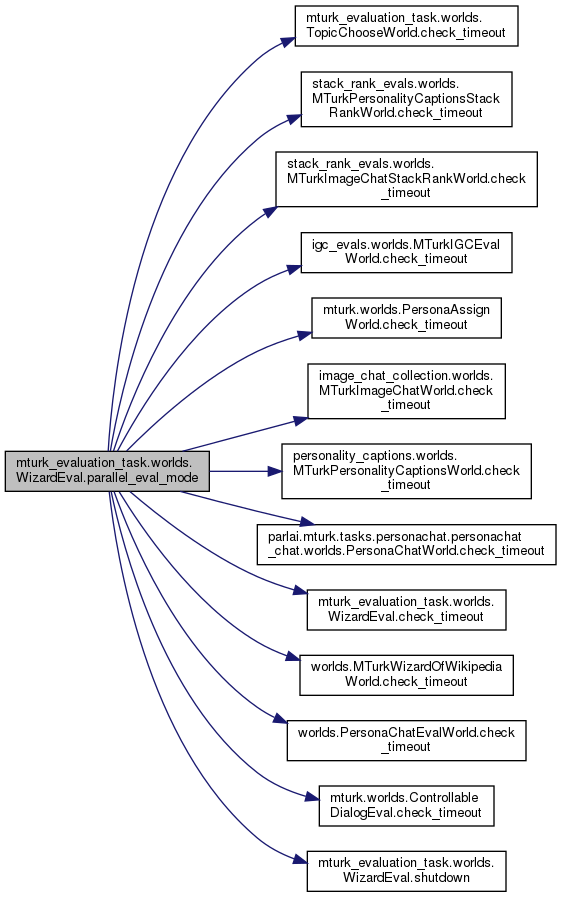 mturk_evaluation_task.worlds.
TopicChooseWorld.check_timeout
stack_rank_evals.worlds.
MTurkPersonalityCaptionsStack
RankWorld.check_timeout
stack_rank_evals.worlds.
MTurkImageChatStackRankWorld.check
_timeout
igc_evals.worlds.MTurkIGCEval
World.check_timeout
mturk.worlds.PersonaAssign
World.check_timeout
image_chat_collection.worlds.
MTurkImageChatWorld.check
_timeout
mturk_evaluation_task.worlds.
WizardEval.parallel_eval_mode
personality_captions.worlds.
MTurkPersonalityCaptionsWorld.check
_timeout
parlai.mturk.tasks.personachat.personachat
_chat.worlds.PersonaChatWorld.check_timeout
mturk_evaluation_task.worlds.
WizardEval.check_timeout
worlds.MTurkWizardOfWikipedia
World.check_timeout
worlds.PersonaChatEvalWorld.check
_timeout
mturk.worlds.Controllable
DialogEval.check_timeout
mturk_evaluation_task.worlds.
WizardEval.shutdown